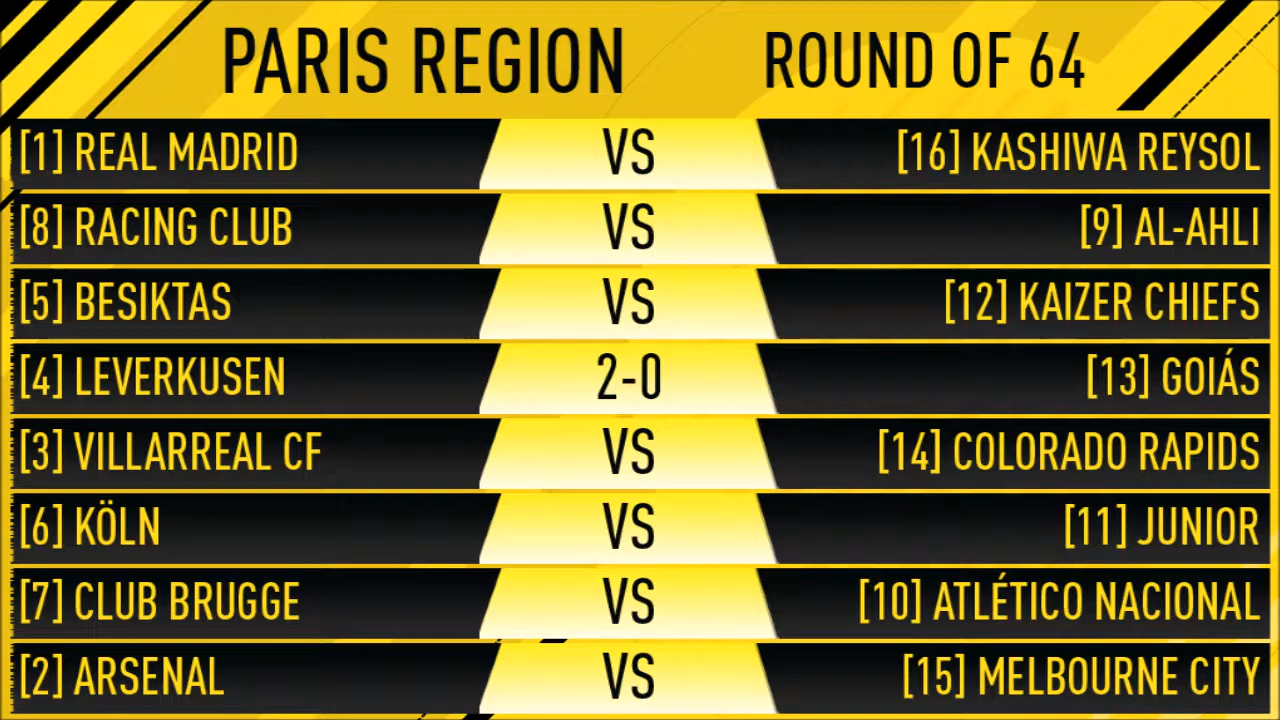 PARIS REGION ROUND OF 64
[1] REAL MADRID VS [16] KASHIWA REYSOL
[8] RACING CLUB VS [9] AL-AHLI
[5] BESIKTAS VS [12] KAIZER CHIEFS
[4] LEVERKUSEN 2-0 [13] GOIÁS
[3] VILLARREAL CF VS [14] COLORADO RAPIDS
[6] KÖLN VS [11] JUNIOR
[7] CLUB BRUGGE VS [10] ATLÉTICO NACIONAL
[2] ARSENAL VS [15] MELBOURNE CITY